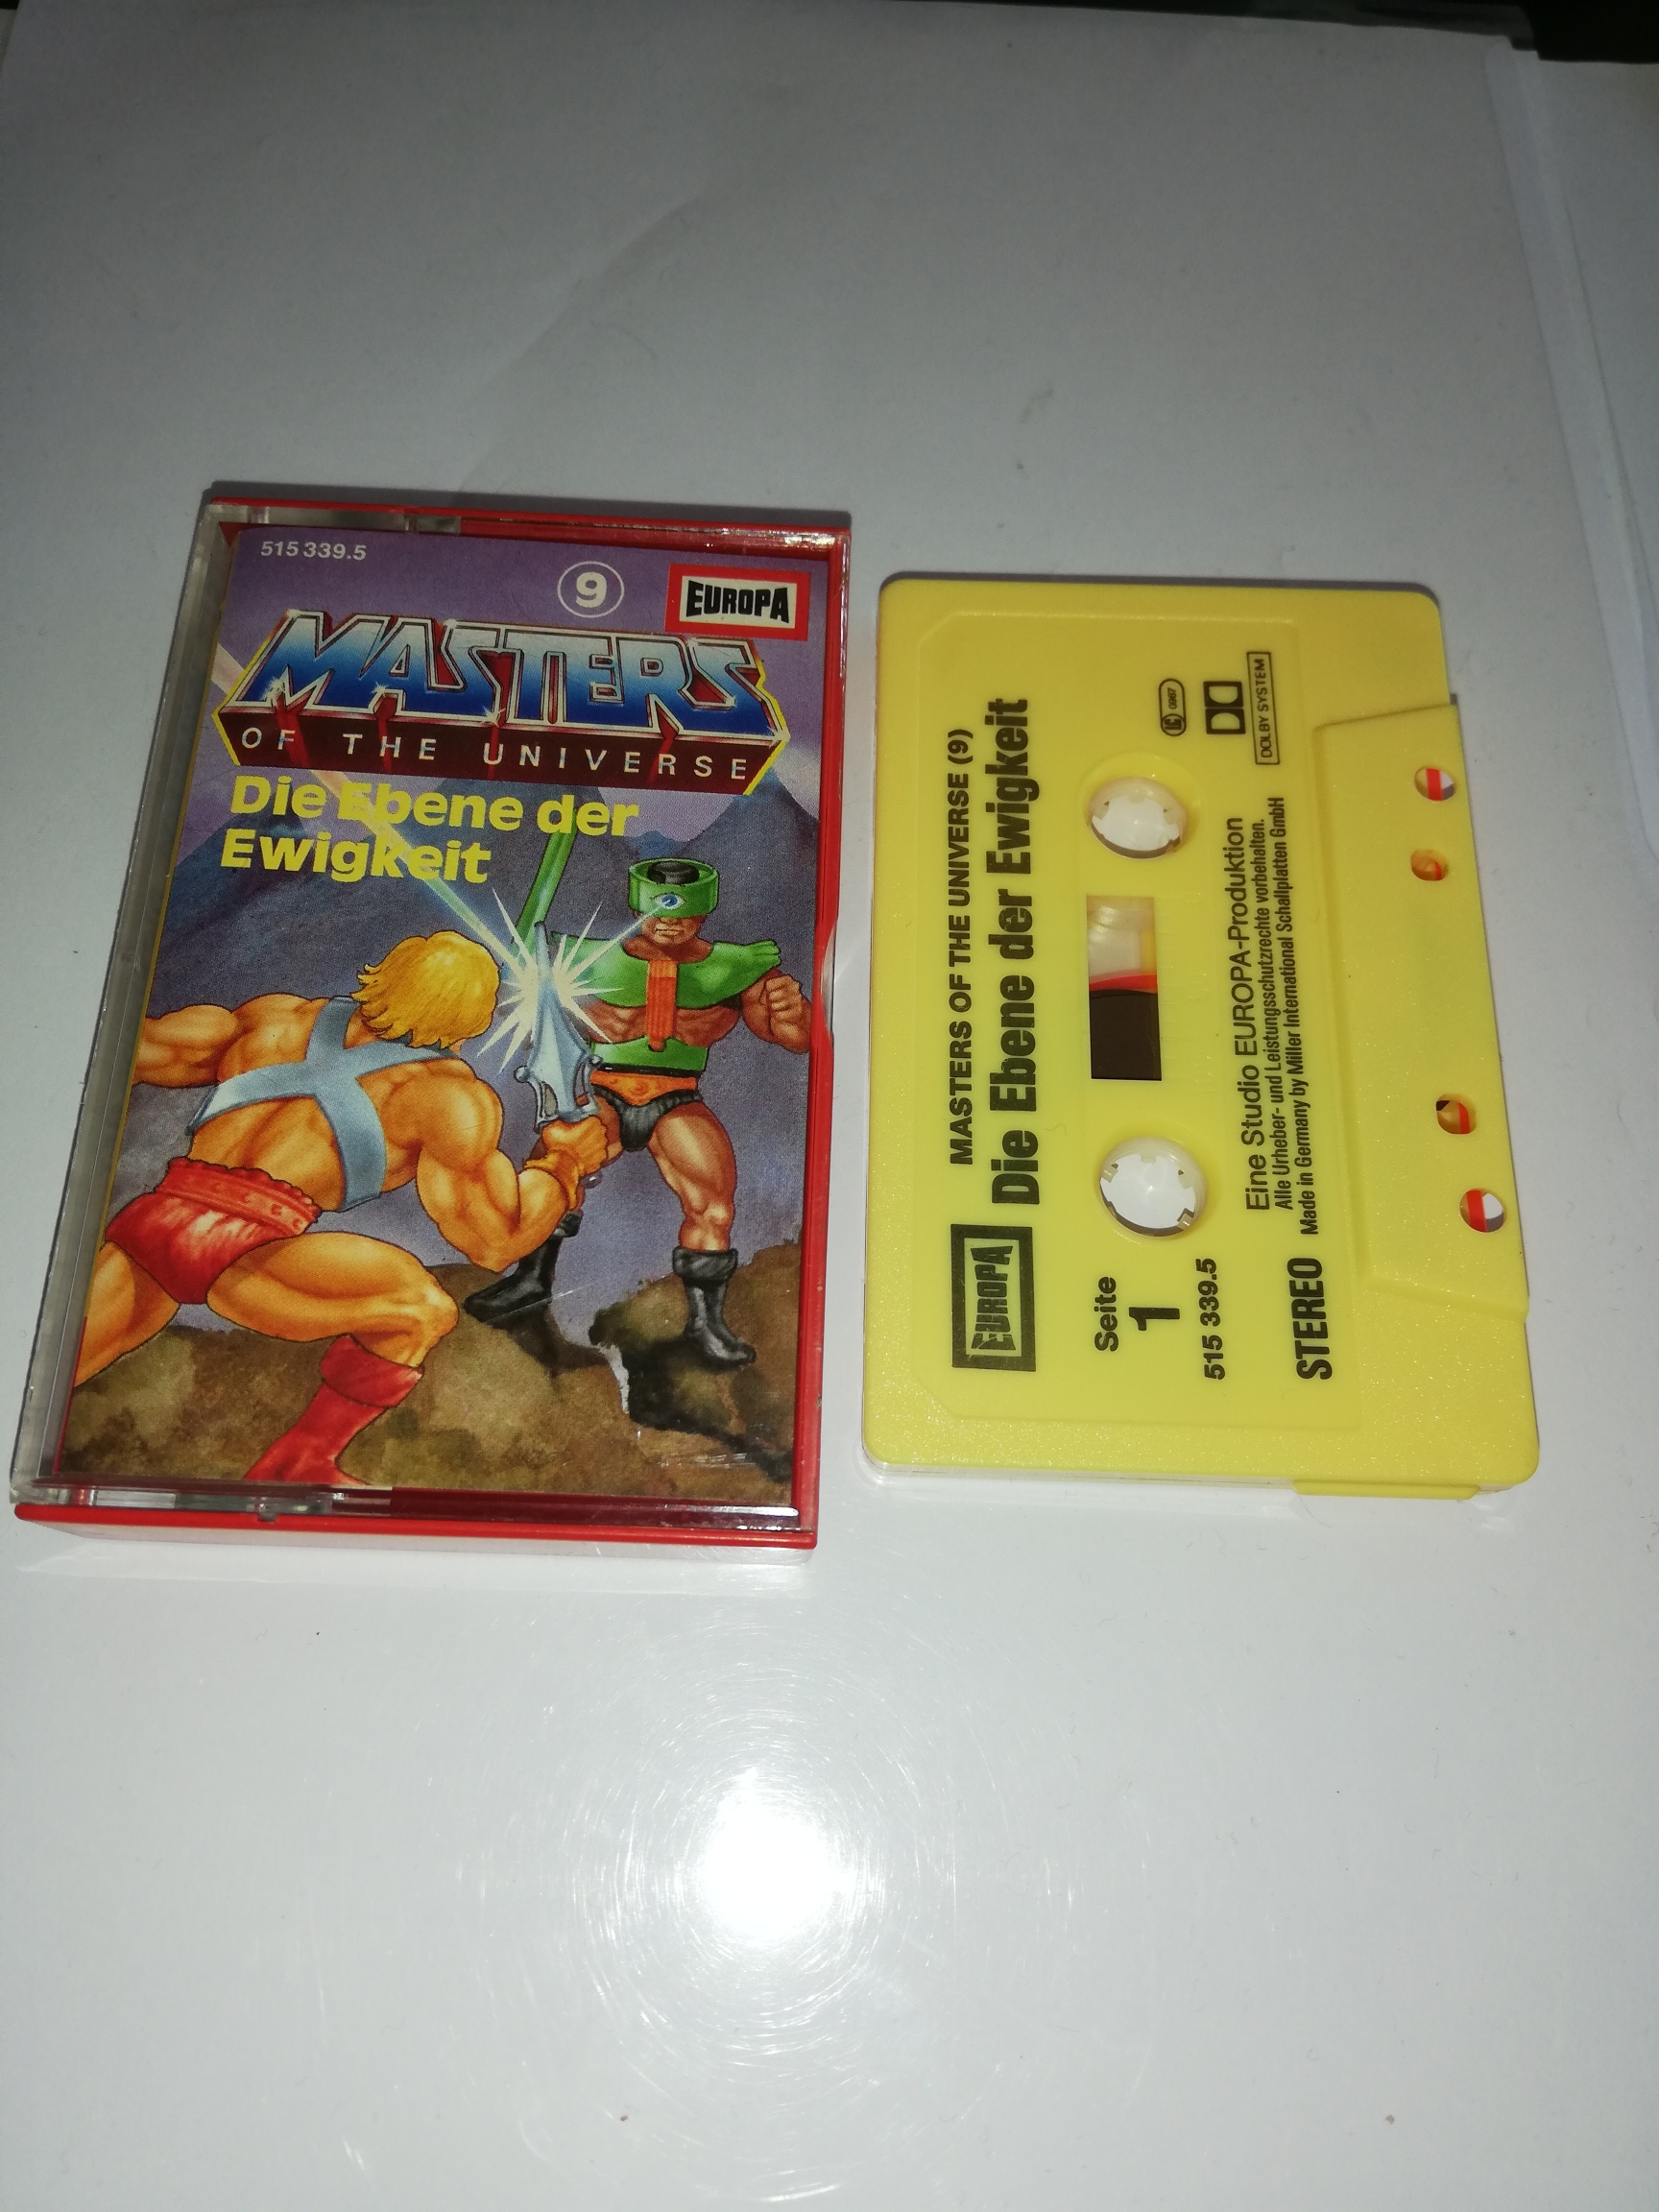 515 339.5
9
EUROPA
MASTERS
OF THE UNIVERSE
Die Ebene der
Ewigkeit
MASTERS OF THE UNIVERSE (9)
EUROPA
Die Ebene der Ewigkeit
Seite
1
515 339.5
LC 0967
DOLBY SYSTEM
Eine Studio EUROPA-Produktion
Alle Urheber- und Leistungsschutzrechte vorbehalten.
STEREO
Made in Germany by Miller International Schallplatten GmbH